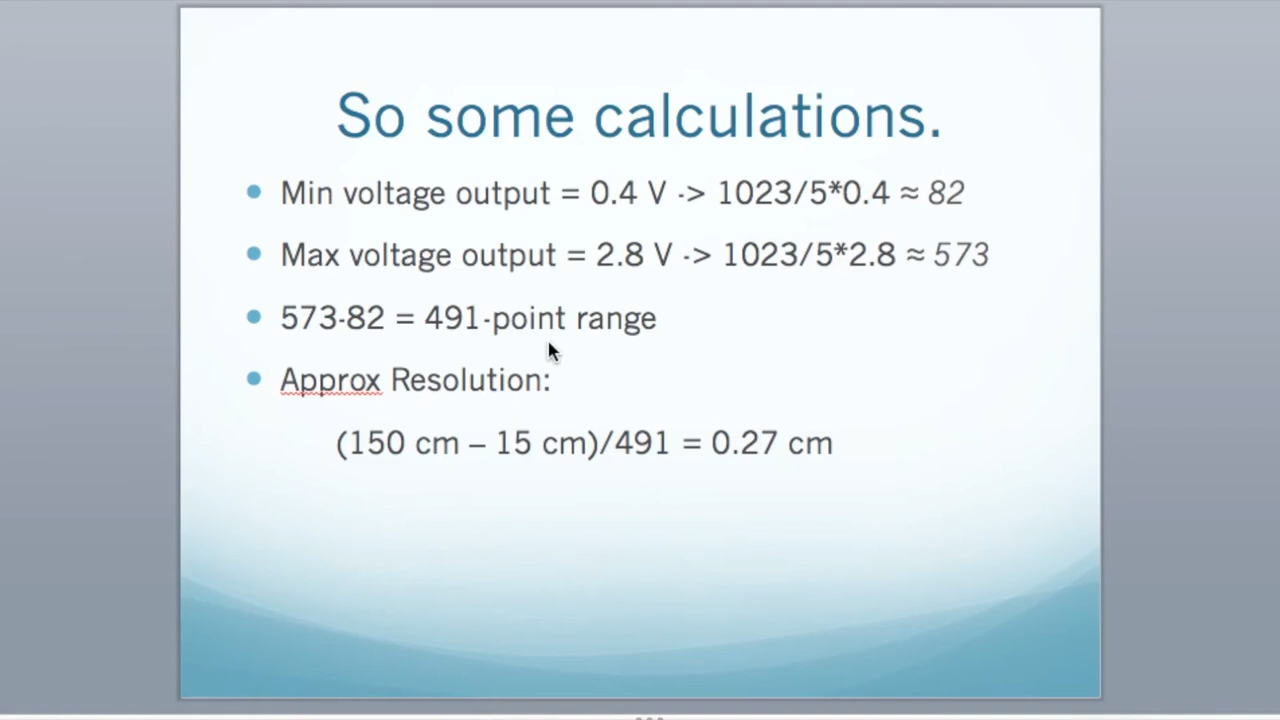 So some calculations.
Min voltage output = 0.4 V -> 1023/5*0.4 ≈ 82
Max voltage output = 2.8 V -> 1023/5*2.8 ≈ 573
573-82 = 491-point range
Approx Resolution:
(150 cm – 15 cm)/491 = 0.27 cm